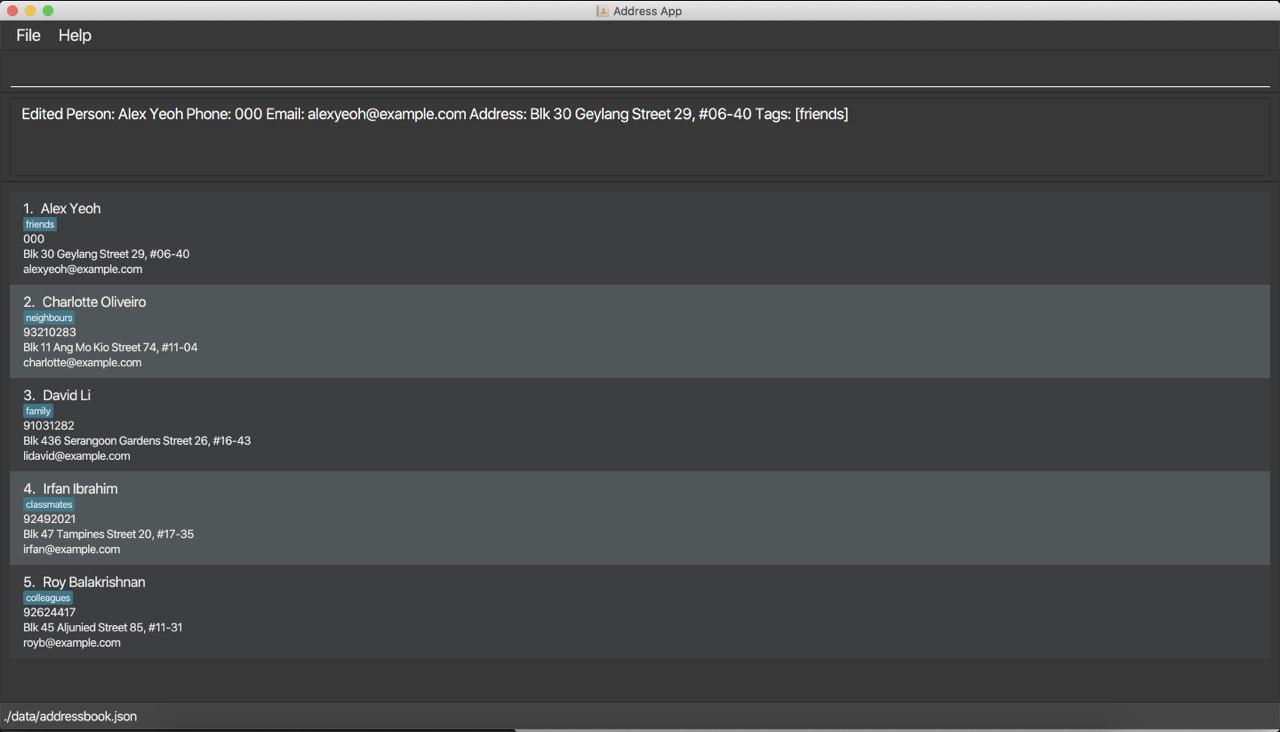 Address App
File Help
Edited Person: Alex Yeoh Phone: 000 Email: alexyeoh@example.com Address: Blk 30 Geylang Street 29, #06-40 Tags: [friends]
1. Alex Yeoh
friends
000
Blk 30 Geylang Street 29, #06-40
alexyeoh@example.com
2. Charlotte Oliveiro
neighbours
93210283
Blk 11 Ang Mo Kio Street 74, #11-04
charlotte@example.com
3. David Li
family
91031282
Blk 436 Serangoon Gardens Street 26, #16-43
lidavid@example.com
4. Irfan Ibrahim
classmates
92492021
Blk 47 Tampines Street 20, #17-35
irfan@example.com
5. Roy Balakrishnan
colleagues
92624417
Blk 45 Aljunied Street 85, #11-31
royb@example.com
./data/addressbook.json